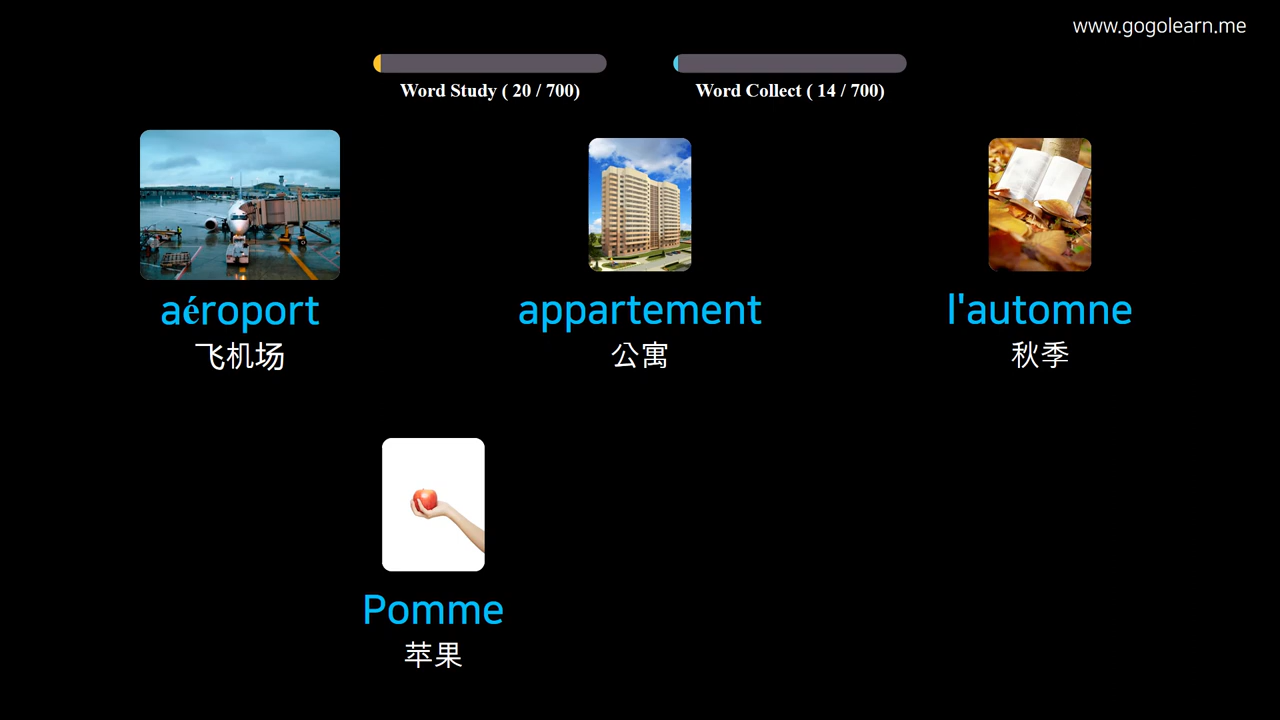 www.gogolearn.me
Word Study ( 20 / 700)
Word Collect ( 14 / 700)
aéroport
飞机场
appartement
公寓
l'automne
秋季
Pomme
苹果